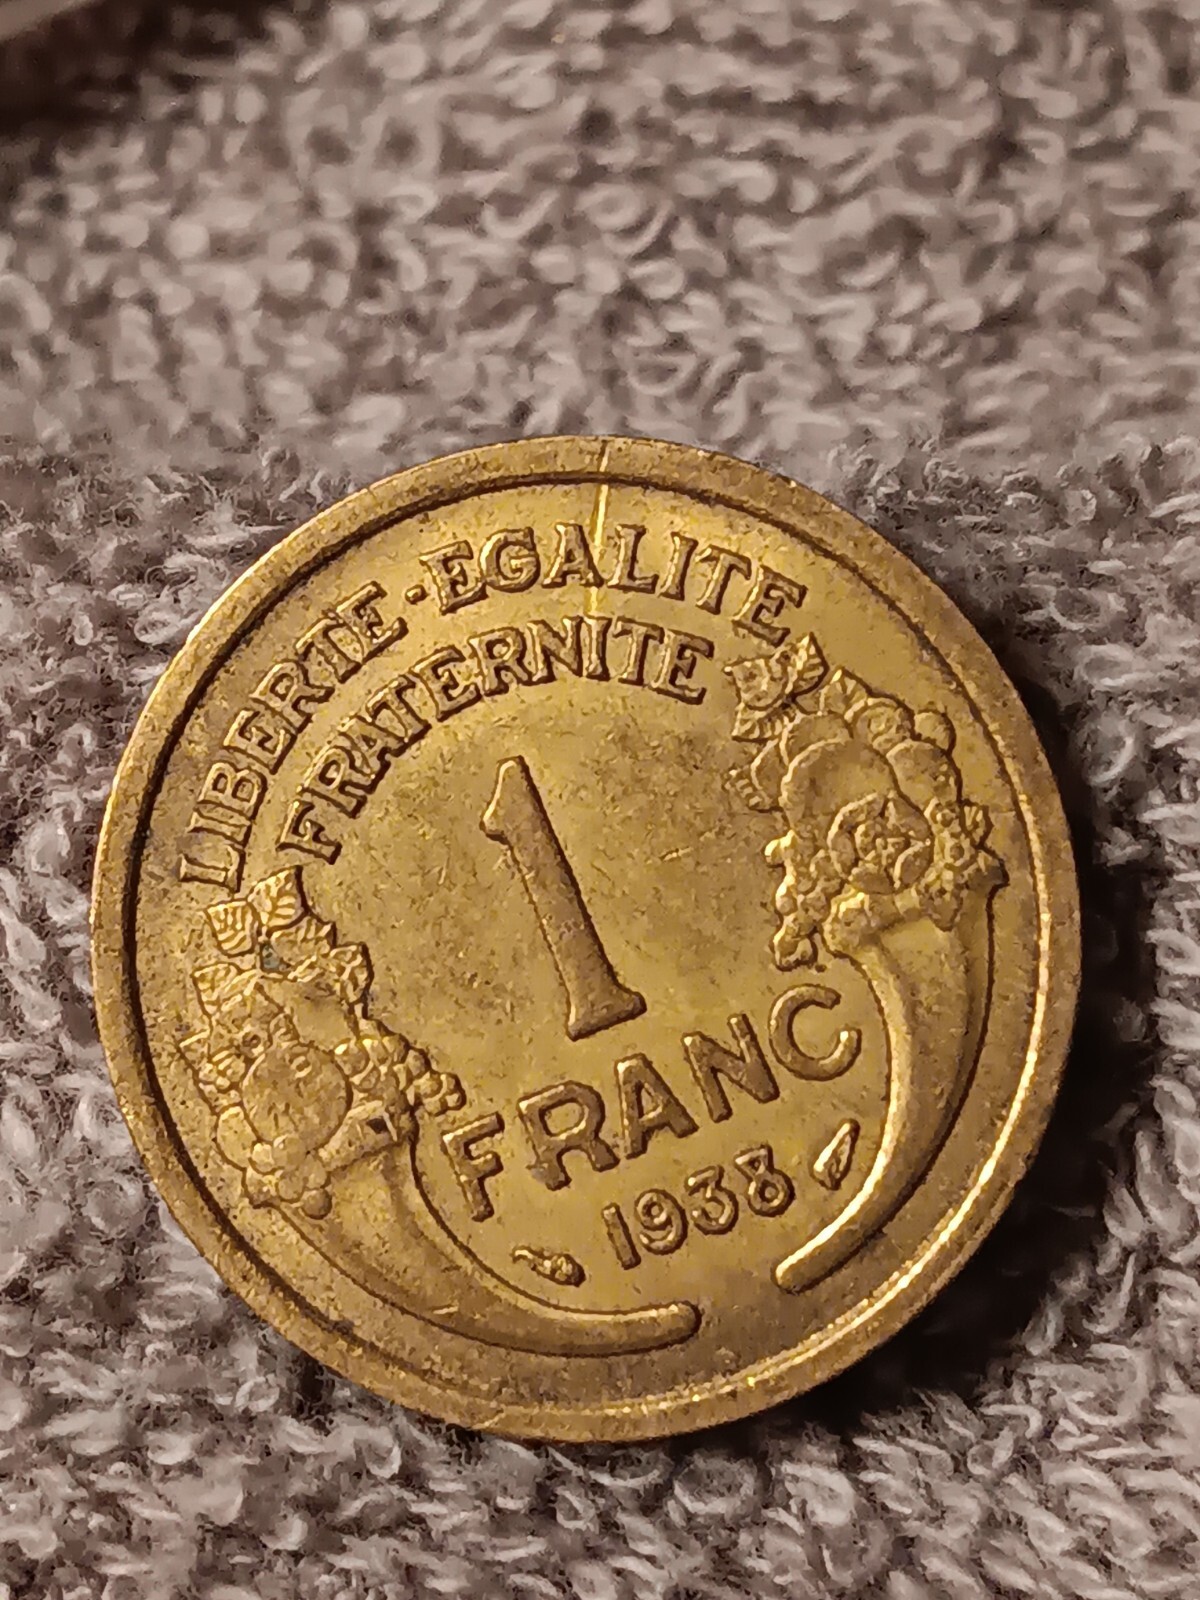 LIBERTE·EGALITE
FRATERNITE
1
FRANC
1938